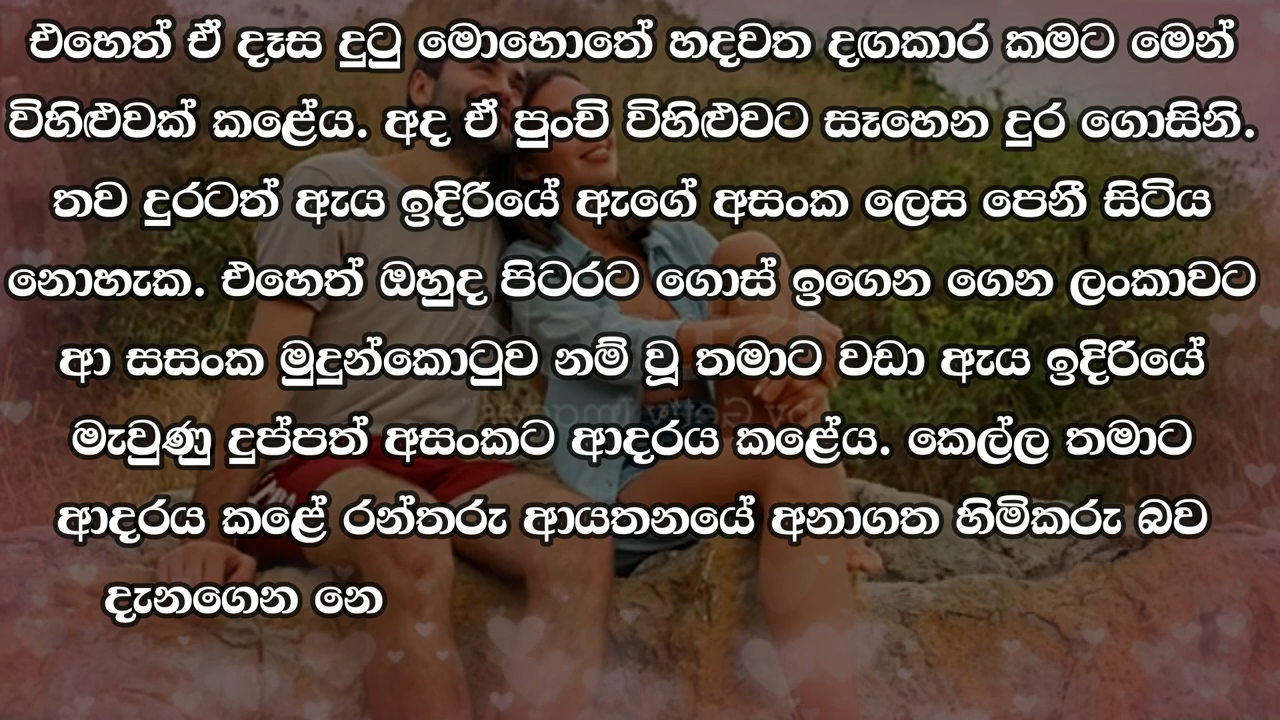 එහෙත් ඒ දෑස දුටු මොහොතේ හදවත දඟකාර කමට මෙන්
විහිළුවක් කළේය. අද ඒ පුංචි විහිළුවට සෑහෙන දුර ගොසිනි.
තව දුරටත් ඇය ඉදිරියේ ඇගේ අසංක ලෙස පෙනී සිටිය
නොහැක. එහෙත් ඔහුද පිටරට ගොස් ඉගෙන ගෙන ලංකාවට
ආ සසංක මුදුන්කොටුව නම් වූ තමාට වඩා ඇය ඉදිරියේ
මැවුණු දුප්පත් අසංකට ආදරය කළේය. කෙල්ල තමාට
ආදරය කළේ රන්තරු ආයතනයේ අනාගත හිමිකරු බව
දැනගෙන නෙ